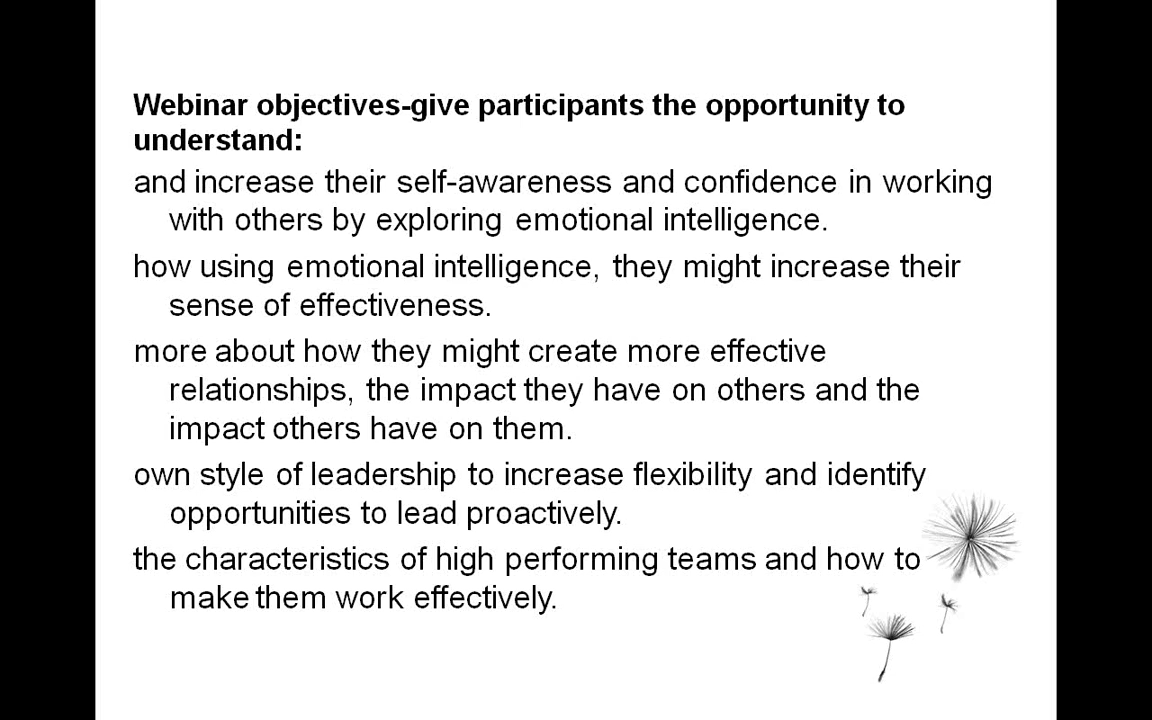 Webinar objectives-give participants the opportunity to
understand:
and increase their self-awareness and confidence in working
with others by exploring emotional intelligence.
how using emotional intelligence, they might increase their
sense of effectiveness.
more about how they might create more effective
relationships, the impact they have on others and the
impact others have on them.
own style of leadership to increase flexibility and identify
opportunities to lead proactively.
the characteristics of high performing teams and how to
make them work effectively.